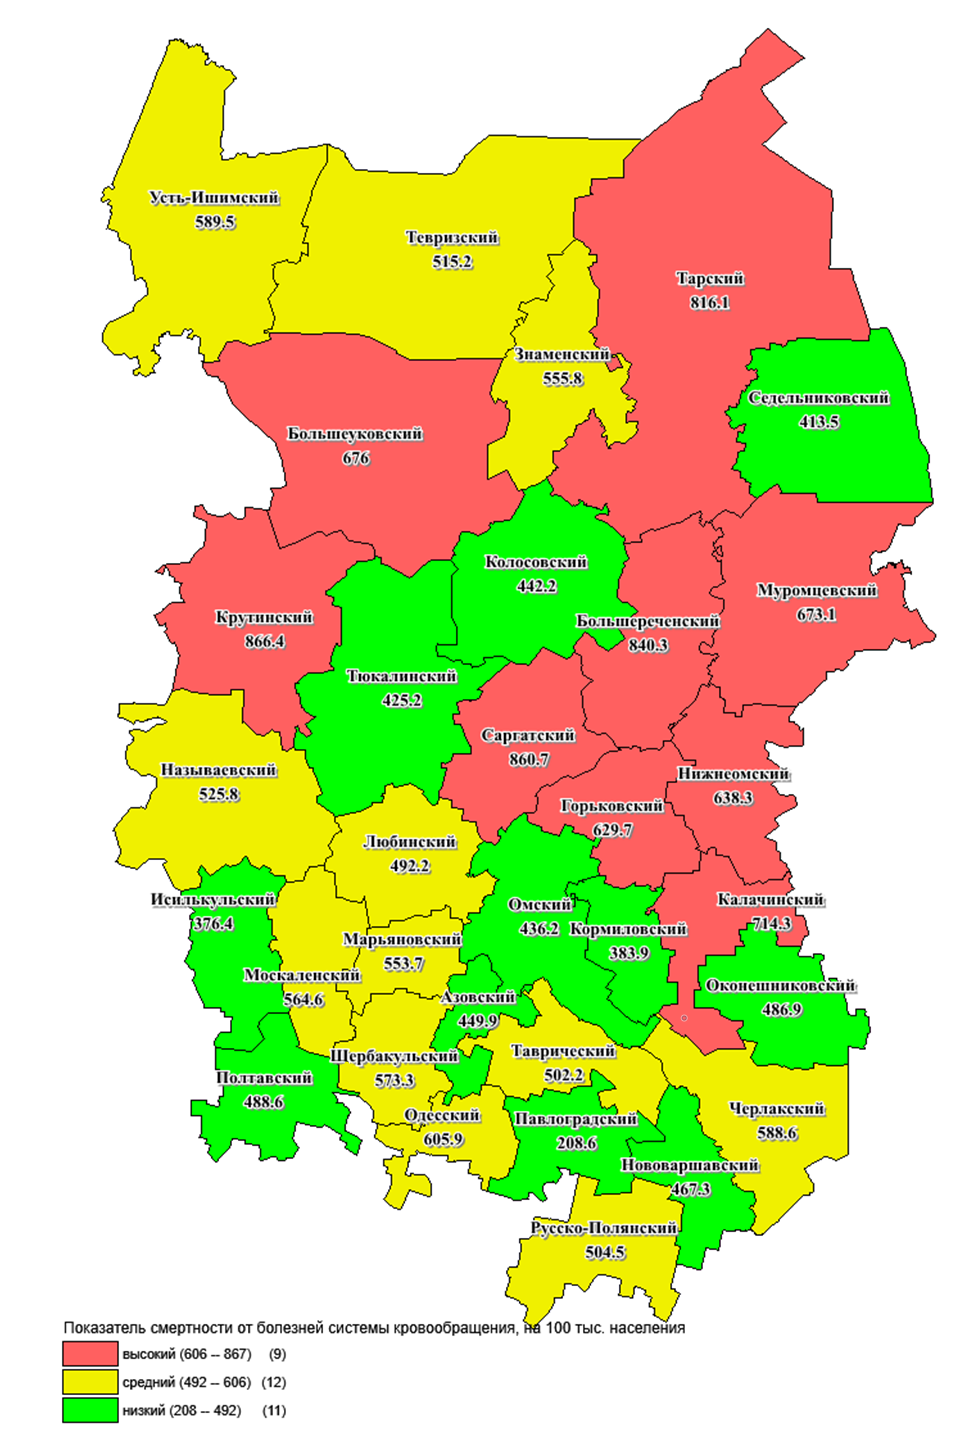 Усть-Ишимский
589.5
Тевризский
515.2
Тарский
816.1
Знаменский
555.8
Седельниковский
413.5
Большеуковский
676
Колосовский
442.2
Муромцевский
673.1
Крутинский
866.4
Большереченский
840.3
Тюкалинский
425.2
Саргатский
860.7
Называевский
525.8
Нижнеомский
638.3
Горьковский
629.7
Любинский
492.2
Исилькульский
376.4
Омский
436.2
Кормиловский
383.9
Калачинский
714.3
Марьяновский
553.7
Москаленский
564.6
Азовский
449.9
Оконешниковский
486.9
Щербакульский
573.3
Таврический
502.2
Полтавский
488.6
Одесский
605.9
Павлоградский
208.6
Черлакский
588.6
Нововаршавский
467.3
Русско-Полянский
504.5
Показатель смертности от болезней системы кровообращения, на 100 тыс. населения
высокий (606 -- 867) (9)
средний (492 -- 606) (12)
низкий (208 -- 492) (11)